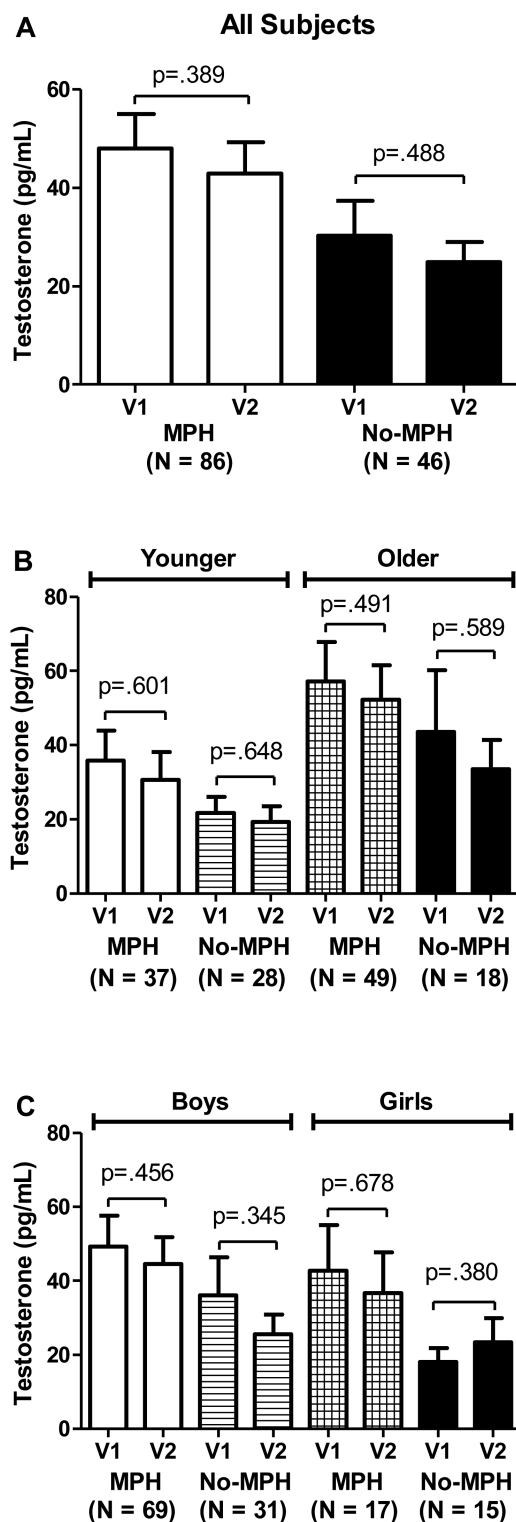 A All Subjects
p=.389
p=.488
Testosterone (pg/mL)
60
40
20
0
V1 V2 V1 V2
MPH No-MPH
(N = 86) (N = 46)
B Younger Older
p=.601
p=.648
p=.491
p=.589
Testosterone (pg/mL)
80
60
40
20
0
V1 V2 V1 V2 V1 V2 V1 V2
MPH No-MPH MPH No-MPH
(N = 37) (N = 28) (N = 49) (N = 18)
C Boys Girls
p=.456
p=.345
p=.678
p=.380
Testosterone (pg/mL)
80
60
40
20
0
V1 V2 V1 V2 V1 V2 V1 V2
MPH No-MPH MPH No-MPH
(N = 69) (N = 31) (N = 17) (N = 15)